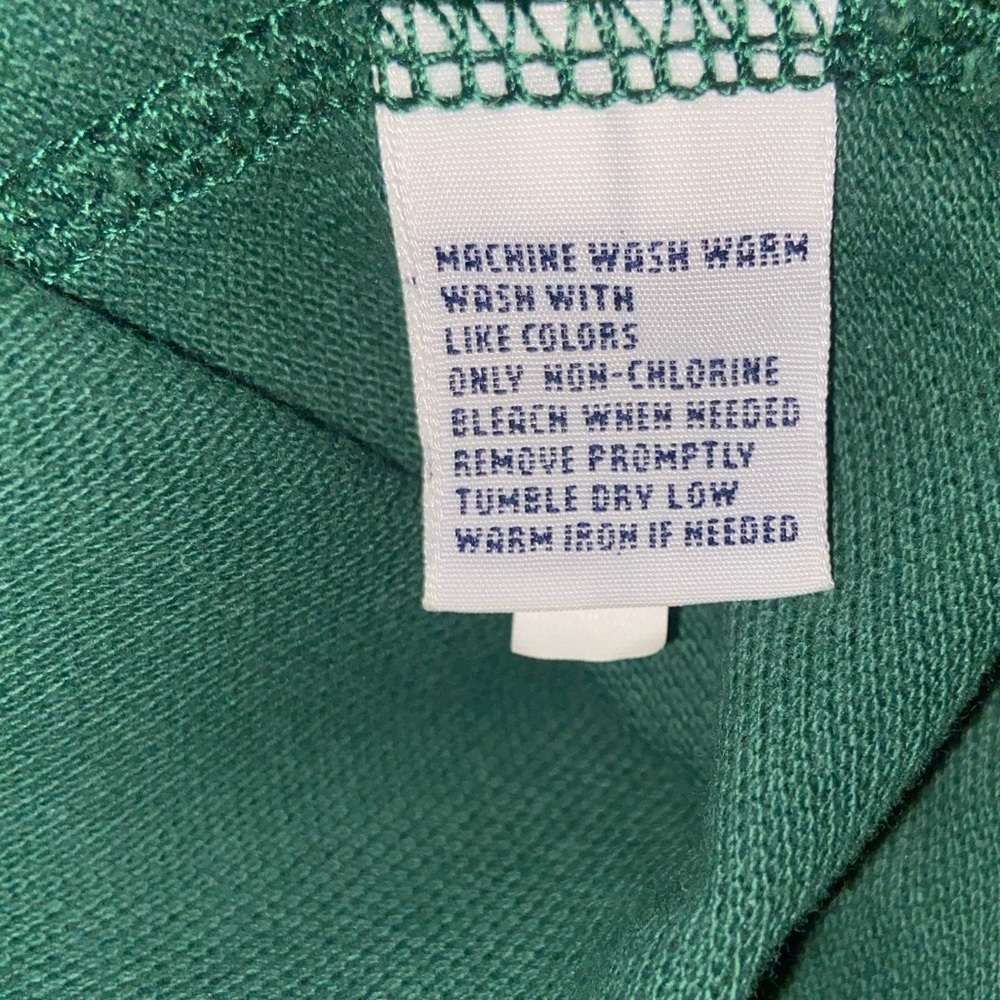 MACHINE WASH WARM
WASH WITH
LIKE COLORS
ONLY NON-CHLORINE
BLEACH WHEN NEEDED
REMOVE PROMPTLY
TUMBLE DRY LOW
WARM IRON IF NEEDED